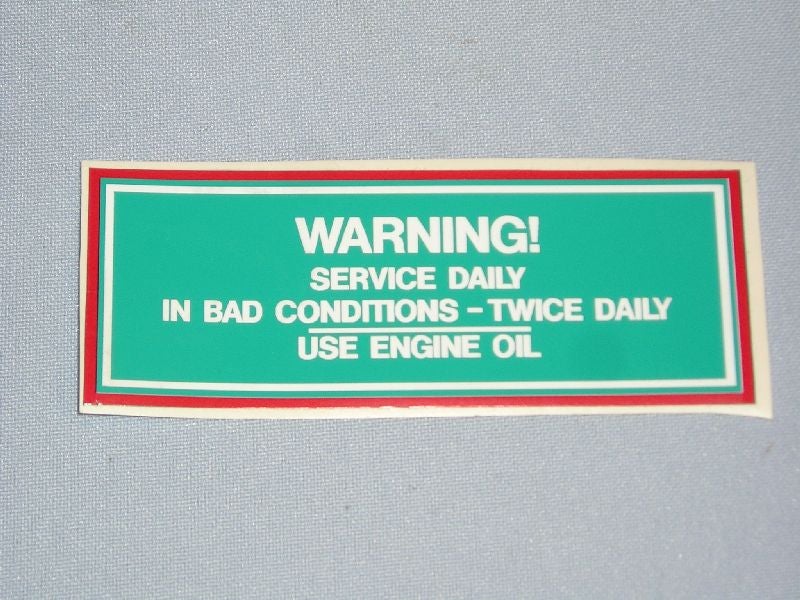 WARNING!
SERVICE DAILY
IN BAD CONDITIONS – TWICE DAILY
USE ENGINE OIL